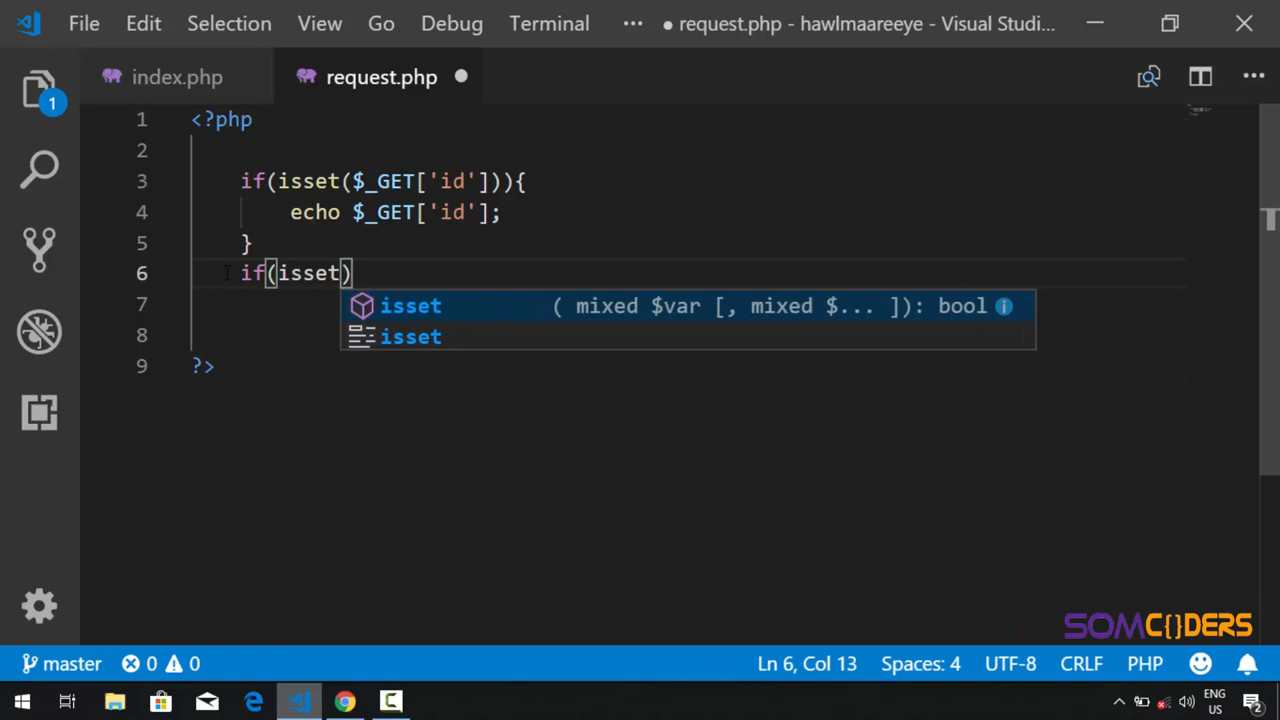 File Edit Selection View Go Debug Terminal ••• ● request.php - hawlmaareeye - Visual Studi...
index.php request.php ●
1
1 <?php
2
3 if(isset($_GET['id'])){
4 echo $_GET['id'];
5 }
6 if(isset)
isset ( mixed $var [, mixed $... ]): bool
7
isset
8
9 ?>
SOMC{}DERS
master 0 0 Ln 6, Col 13 Spaces: 4 UTF-8 CRLF PHP
ENG
US
2